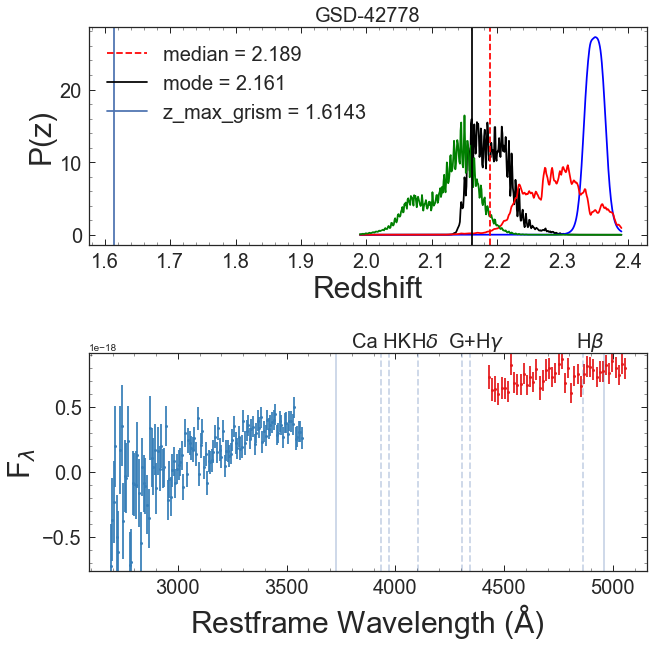 GSD-42778
median = 2.189
mode = 2.161
z_max_grism = 1.6143
P(z)
20
10
0
1.6 1.7 1.8 1.9 2.0 2.1 2.2 2.3 2.4
Redshift
1e−18
Ca HK Hδ G+Hγ Hβ
F_λ
0.5
0.0
−0.5
3000 3500 4000 4500 5000
Restframe Wavelength (Å)